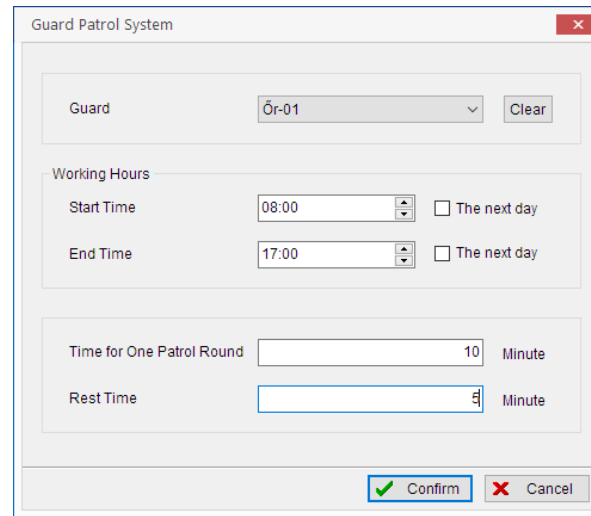 Guard Patrol System
Guard Őr-01 Clear
Working Hours
Start Time 08:00 The next day
End Time 17:00 The next day
Time for One Patrol Round 10 Minute
Rest Time 5 Minute
Confirm Cancel